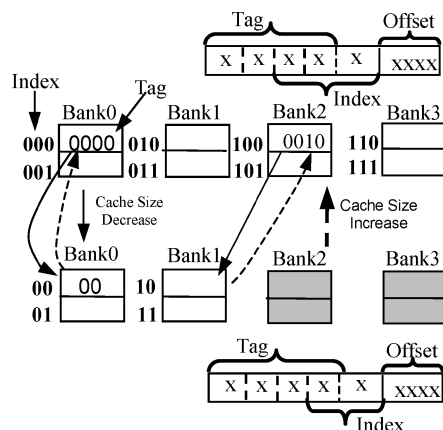 Tag Offset
X X X X X XXXX
Index Tag Index
Bank0 Bank1 Bank2 Bank3
000 0000 010 100 0010 110
001 011 101 111
Cache Size Decrease
Cache Size Increase
Bank0 Bank1 Bank2 Bank3
00 00 10
01 11
Tag Offset
X X X X X XXXX
Index